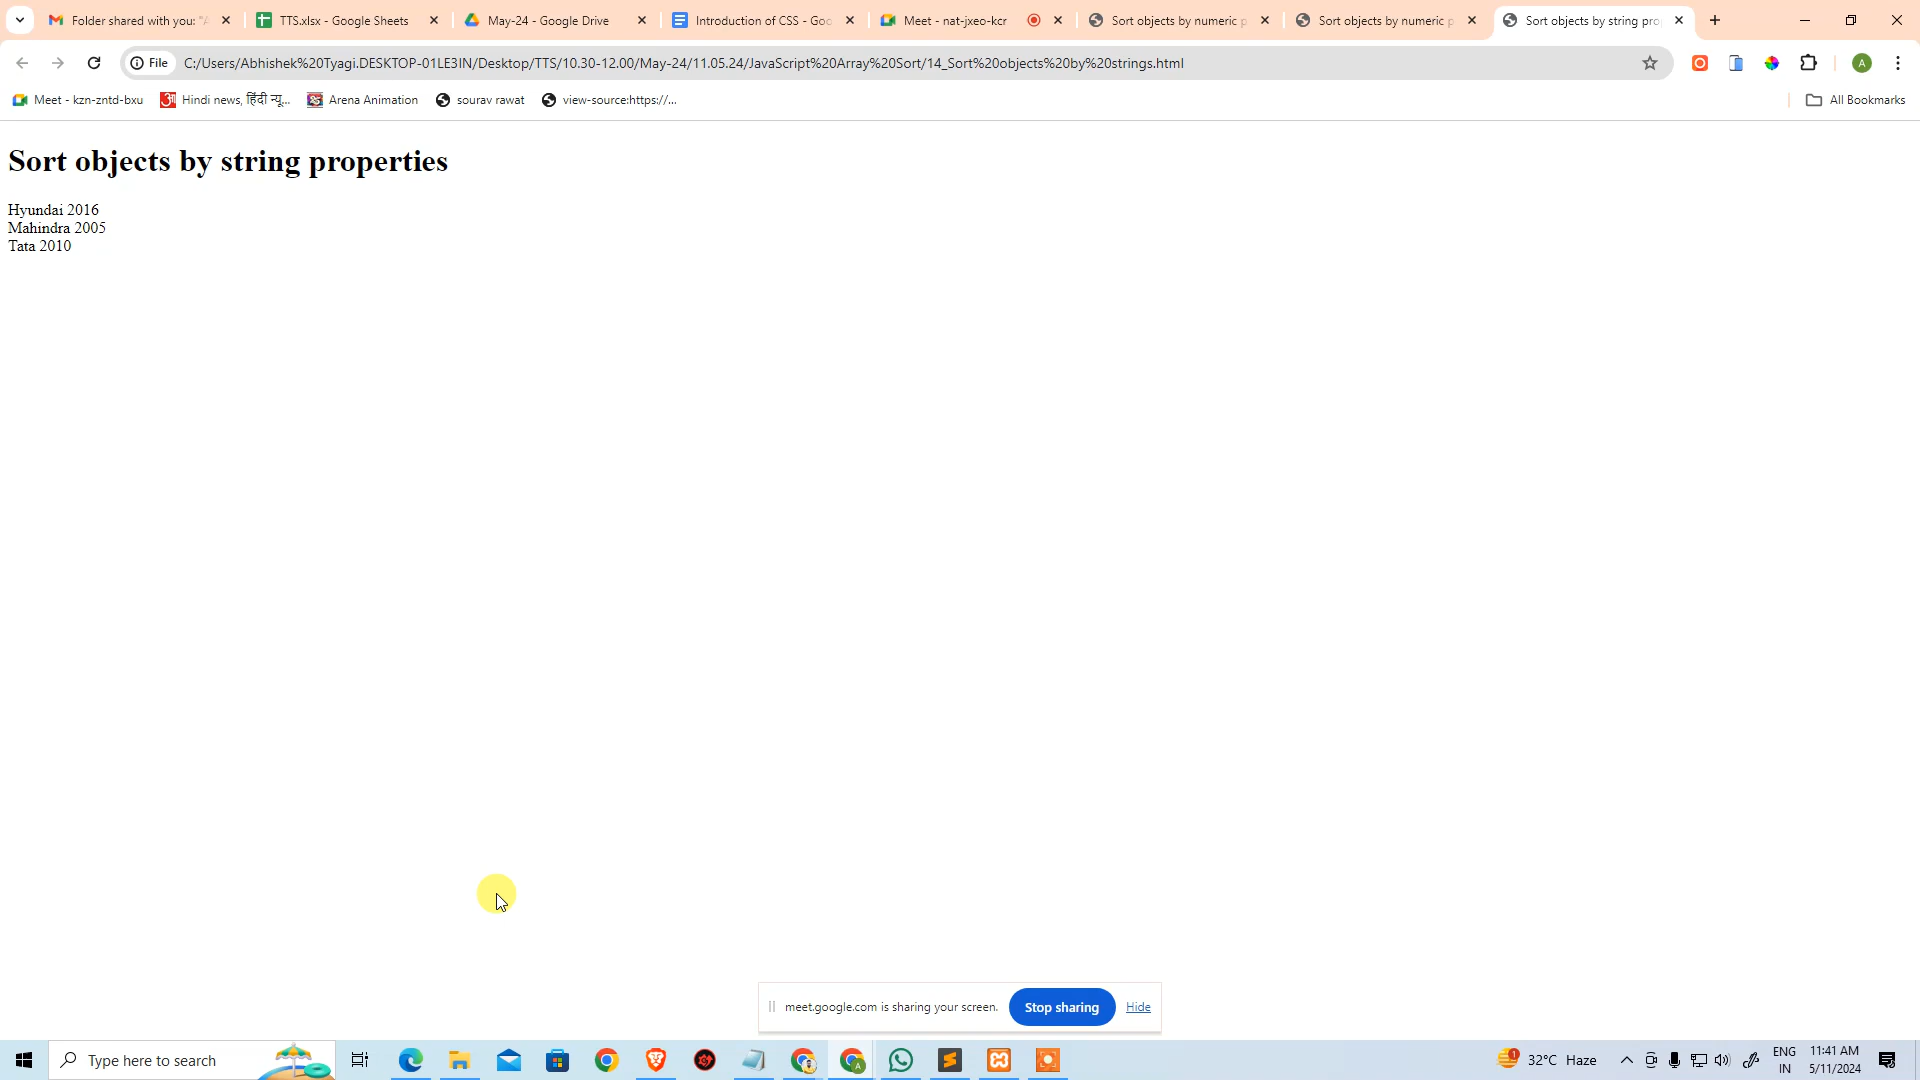 Folder shared with you: "A
TTS.xlsx - Google Sheets
May-24 - Google Drive
Introduction of CSS - Goo
Meet - nat-jxeo-kcr
Sort objects by numeric p
Sort objects by numeric p
Sort objects by string pro
File
C:/Users/Abhishek%20Tyagi.DESKTOP-01LE3IN/Desktop/TTS/10.30-12.00/May-24/11.05.24/JavaScript%20Array%20Sort/14_Sort%20objects%20by%20strings.html
A
Meet - kzn-zntd-bxu
Hindi news, हिंदी न्यू...
Arena Animation
sourav rawat
view-source:https://...
All Bookmarks
Sort objects by string properties
Hyundai 2016
Mahindra 2005
Tata 2010
meet.google.com is sharing your screen.
Stop sharing
Hide
Type here to search
1
32°C Haze
ENG
IN
11:41 AM
5/11/2024